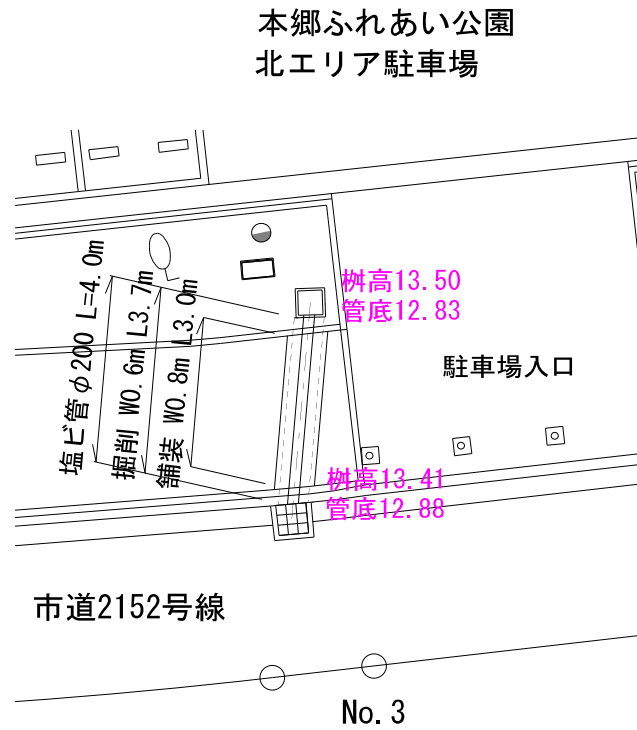 本郷ふれあい公園
北エリア駐車場
塩ビ管φ200 L=4.0m
掘削 W0.6m L3.7m
舗装 W0.8m L3.0m
桝高13.50
管底12.83
駐車場入口
桝高13.41
管底12.88
市道2152号線
No.3